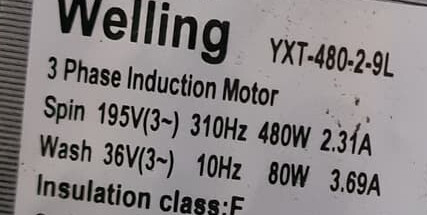 Welling YXT-480-2-9L
3 Phase Induction Motor
Spin 195V(3~) 310Hz 480W 2.31A
Wash 36V(3~) 10Hz 80W 3.69A
Insulation class:F